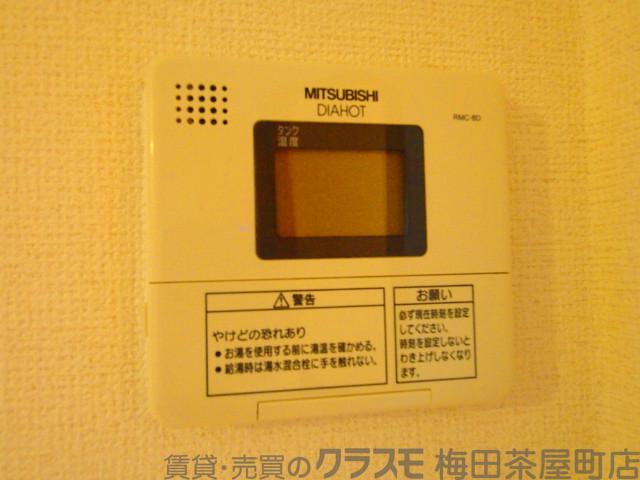 MITSUBISHI
DIAHOT
RMC-8D
タンク
温度
警告
やけどの恐れあり
● お湯を使用する前に湯温を確かめる。
● 給湯時は湯水混合栓に手を触れない。
お願い
必ず現在時刻を設定
してください。
時刻を設定しないと
わき上げしなくなり
ます。
賃貸・売買のクラスモ 梅田茶屋町店